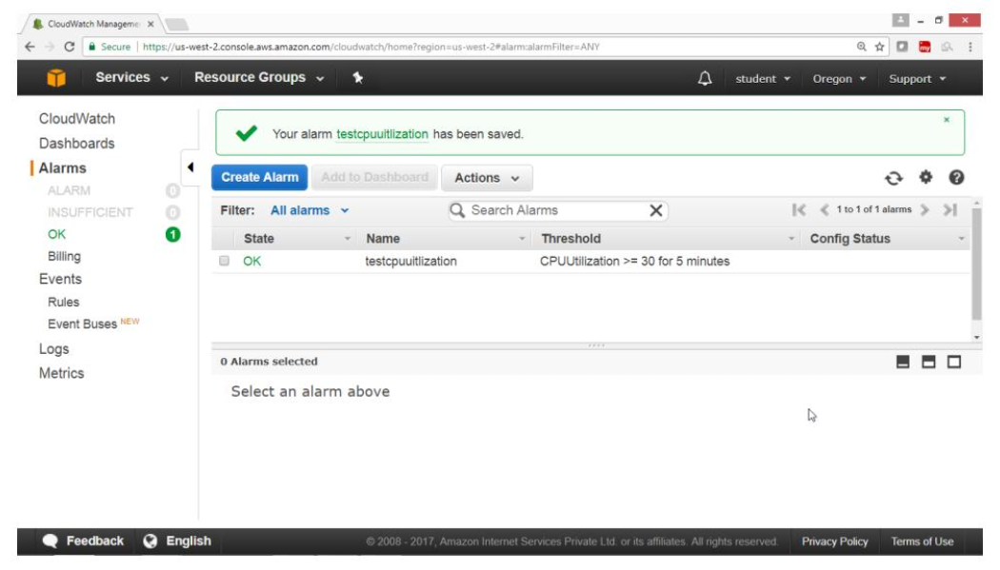 CloudWatch Manageme
Secure | https://us-west-2.console.aws.amazon.com/cloudwatch/home?region=us-west-2#alarm:alarmFilter=ANY
Services Resource Groups student Oregon Support
CloudWatch
Dashboards
Alarms
ALARM 0
INSUFFICIENT 0
OK 1
Billing
Events
Rules
Event Buses NEW
Logs
Metrics
Your alarm testcpuuitlization has been saved.
Create Alarm Add to Dashboard Actions
Filter: All alarms Search Alarms 1 to 1 of 1 alarms
State Name Threshold Config Status
OK testcpuuitlization CPUUtilization >= 30 for 5 minutes
0 Alarms selected
Select an alarm above
Feedback English © 2008 - 2017, Amazon Internet Services Private Ltd. or its affiliates. All rights reserved. Privacy Policy Terms of Use